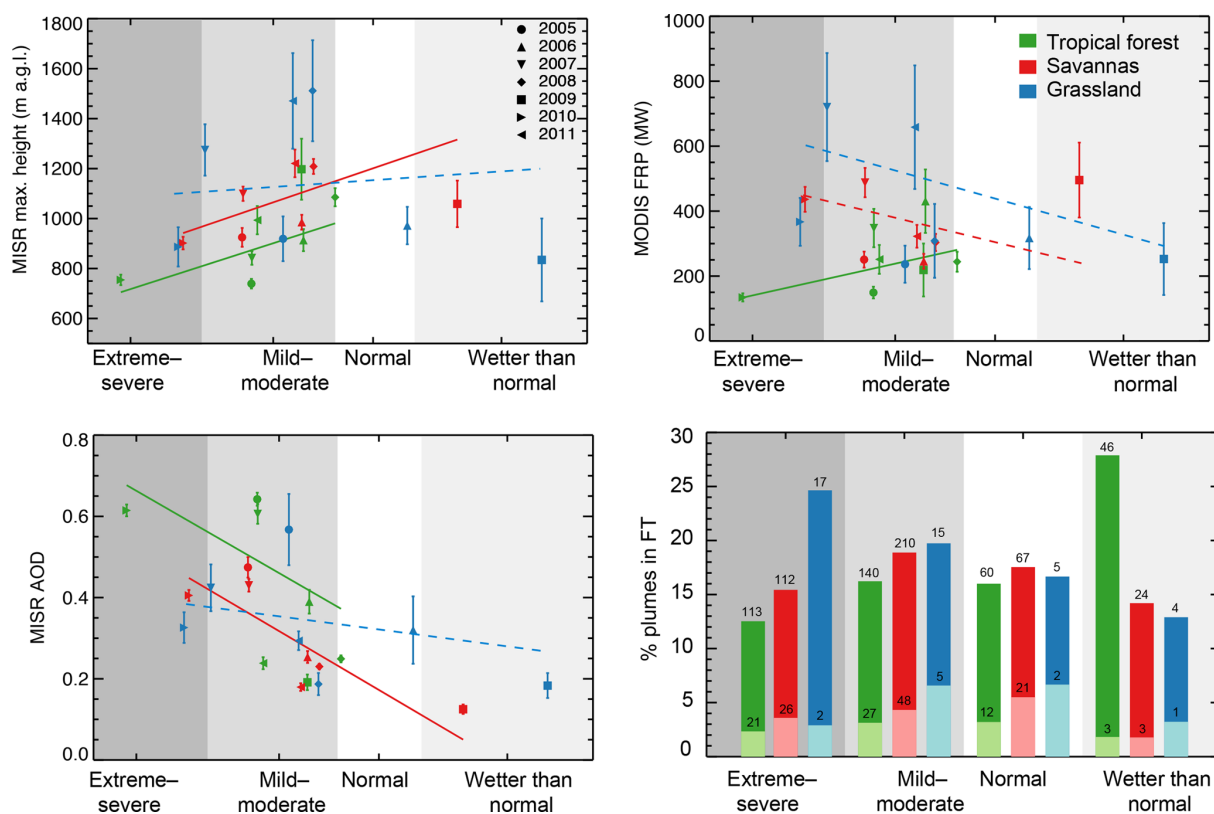 MISR max. height (m a.g.l.)
1800
1600
1400
1200
1000
800
600
2005
2006
2007
2008
2009
2010
2011
Extreme–
severe
Mild–
moderate
Normal
Wetter than
normal
MODIS FRP (MW)
1000
800
600
400
200
0
Tropical forest
Savannas
Grassland
Extreme–
severe
Mild–
moderate
Normal
Wetter than
normal
MISR AOD
0.8
0.6
0.4
0.2
0.0
Extreme–
severe
Mild–
moderate
Normal
Wetter than
normal
% plumes in FT
30
25
20
15
10
5
0
113
112
17
140
210
15
60
67
5
46
24
4
21
26
2
27
48
5
12
21
2
3
3
1
Extreme–
severe
Mild–
moderate
Normal
Wetter than
normal